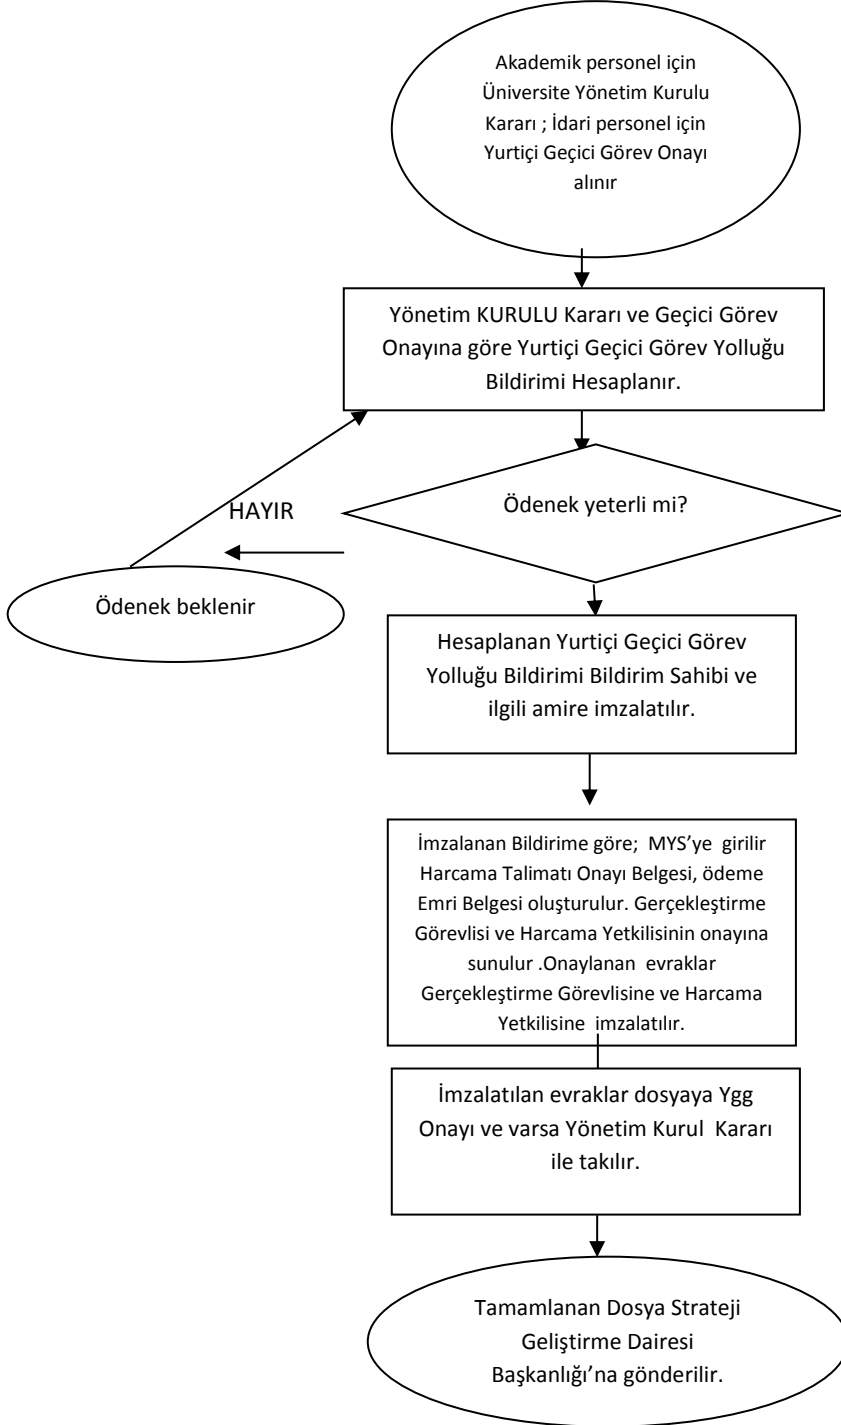 Akademik personel için
Üniversite Yönetim Kurulu
Kararı ; İdari personel için
Yurtiçi Geçici Görev Onayı
alınır
Yönetim KURULU Kararı ve Geçici Görev
Onayına göre Yurtiçi Geçici Görev Yolluğu
Bildirimi Hesaplanır.
Ödenek yeterli mi?
HAYIR
Ödenek beklenir
Hesaplanan Yurtiçi Geçici Görev
Yolluğu Bildirimi Bildirim Sahibi ve
ilgili amire imzalatılır.
İmzalanan Bildirime göre; MYS’ye girilir
Harcama Talimatı Onayı Belgesi, ödeme
Emri Belgesi oluşturulur. Gerçekleştirme
Görevlisi ve Harcama Yetkilisinin onayına
sunulur .Onaylanan evraklar
Gerçekleştirme Görevlisine ve Harcama
Yetkilisine imzalatılır.
İmzalatılan evraklar dosyaya Ygg
Onayı ve varsa Yönetim Kurul Kararı
ile takılır.
Tamamlanan Dosya Strateji
Geliştirme Dairesi
Başkanlığı’na gönderilir.